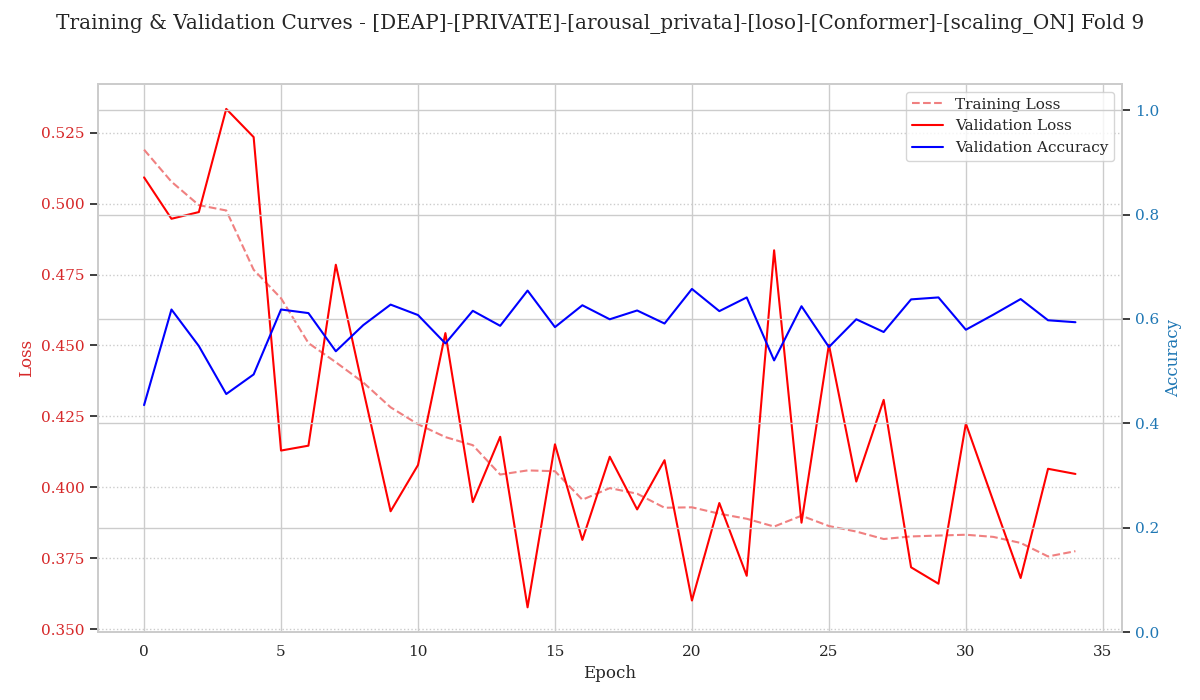 Training & Validation Curves - [DEAP]-[PRIVATE]-[arousal_privata]-[loso]-[Conformer]-[scaling_ON] Fold 9
Training Loss
Validation Loss
Validation Accuracy
Loss
0.525
0.500
0.475
0.450
0.425
0.400
0.375
0.350
1.0
0.8
0.6
0.4
0.2
0.0
Accuracy
0 5 10 15 20 25 30 35
Epoch